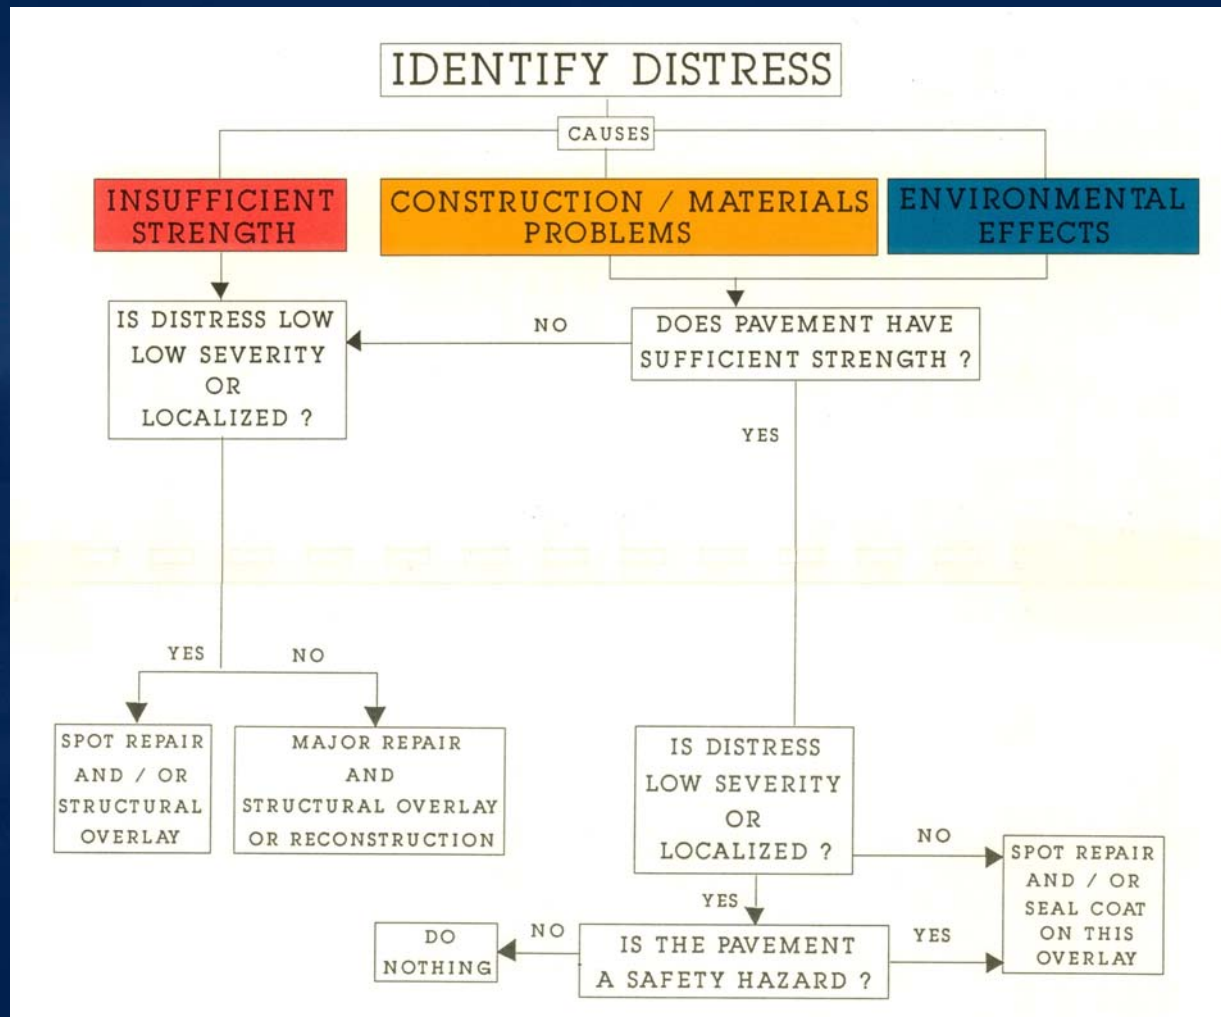 IDENTIFY DISTRESS
CAUSES
INSUFFICIENT
STRENGTH
CONSTRUCTION / MATERIALS
PROBLEMS
ENVIRONMENTAL
EFFECTS
IS DISTRESS LOW
LOW SEVERITY
OR
LOCALIZED ?
NO
DOES PAVEMENT HAVE
SUFFICIENT STRENGTH ?
YES
YES
NO
SPOT REPAIR
AND / OR
STRUCTURAL
OVERLAY
MAJOR REPAIR
AND
STRUCTURAL OVERLAY
OR RECONSTRUCTION
IS DISTRESS
LOW SEVERITY
OR
LOCALIZED ?
NO
SPOT REPAIR
AND / OR
SEAL COAT
ON THIS
OVERLAY
YES
DO
NOTHING
NO
IS THE PAVEMENT
A SAFETY HAZARD ?
YES